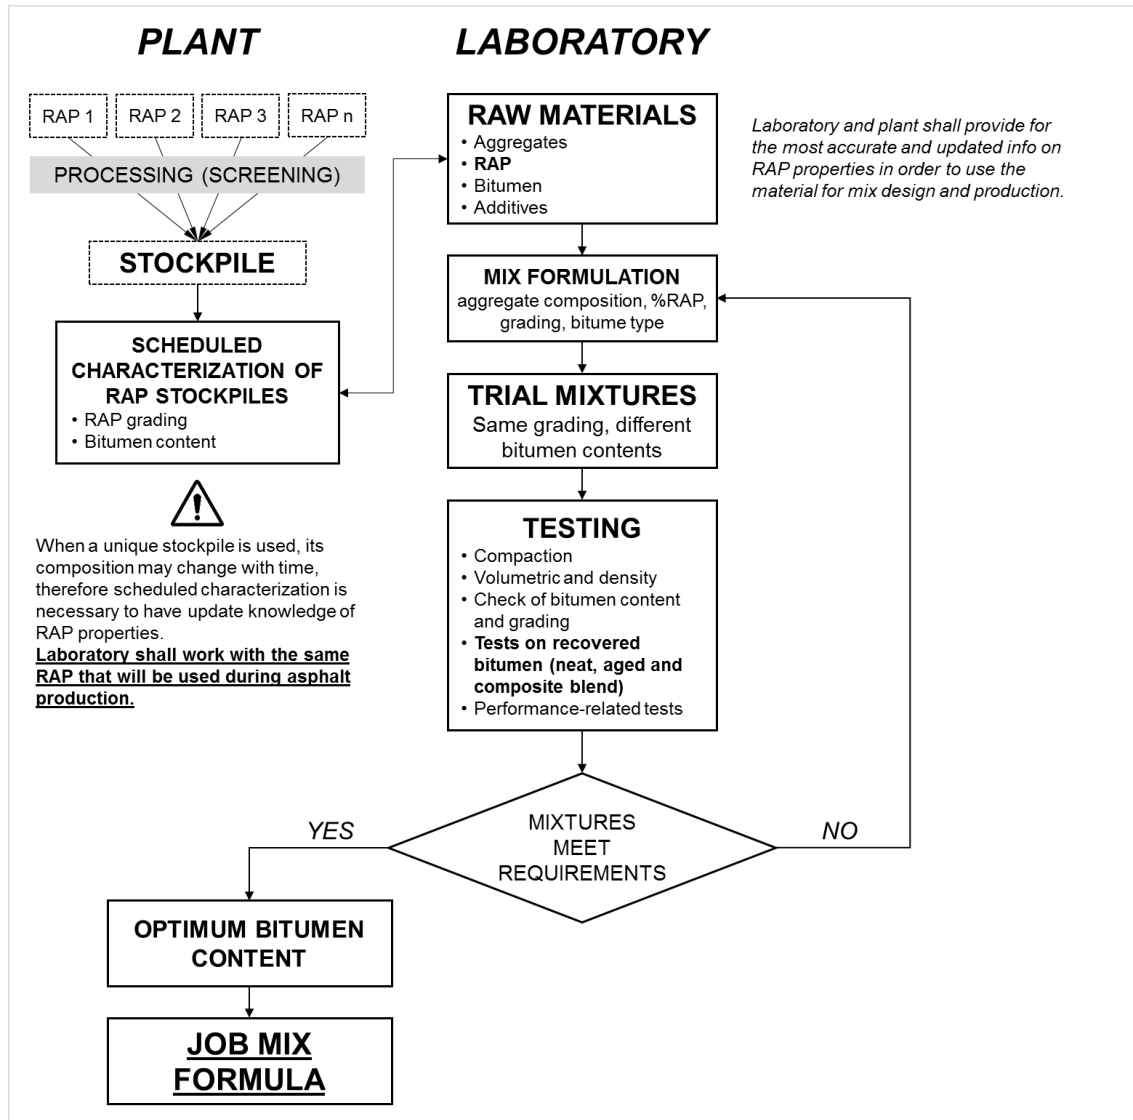 PLANT
RAP 1
RAP 2
RAP 3
RAP n
PROCESSING (SCREENING)
STOCKPILE
SCHEDULED
CHARACTERIZATION OF
RAP STOCKPILES
• RAP grading
• Bitumen content
When a unique stockpile is used, its
composition may change with time,
therefore scheduled characterization is
necessary to have update knowledge of
RAP properties.
Laboratory shall work with the same
RAP that will be used during asphalt
production.
LABORATORY
RAW MATERIALS
• Aggregates
• RAP
• Bitumen
• Additives
Laboratory and plant shall provide for
the most accurate and updated info on
RAP properties in order to use the
material for mix design and production.
MIX FORMULATION
aggregate composition, %RAP,
grading, bitume type
TRIAL MIXTURES
Same grading, different
bitumen contents
TESTING
• Compaction
• Volumetric and density
• Check of bitumen content
and grading
• Tests on recovered
bitumen (neat, aged and
composite blend)
• Performance-related tests
MIXTURES
MEET
REQUIREMENTS
YES
NO
OPTIMUM BITUMEN
CONTENT
JOB MIX
FORMULA